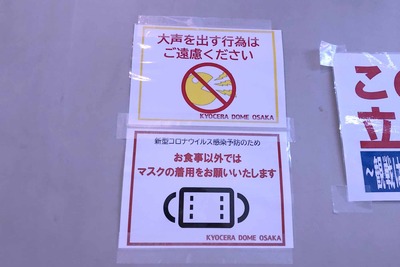 大声を出す行為は
ご遠慮ください
KYOCERA DOME OSAKA
新型コロナウイルス感染予防のため
お食事以外では
マスクの着用をお願いいたします
KYOCERA DOME OSAKA
この
立